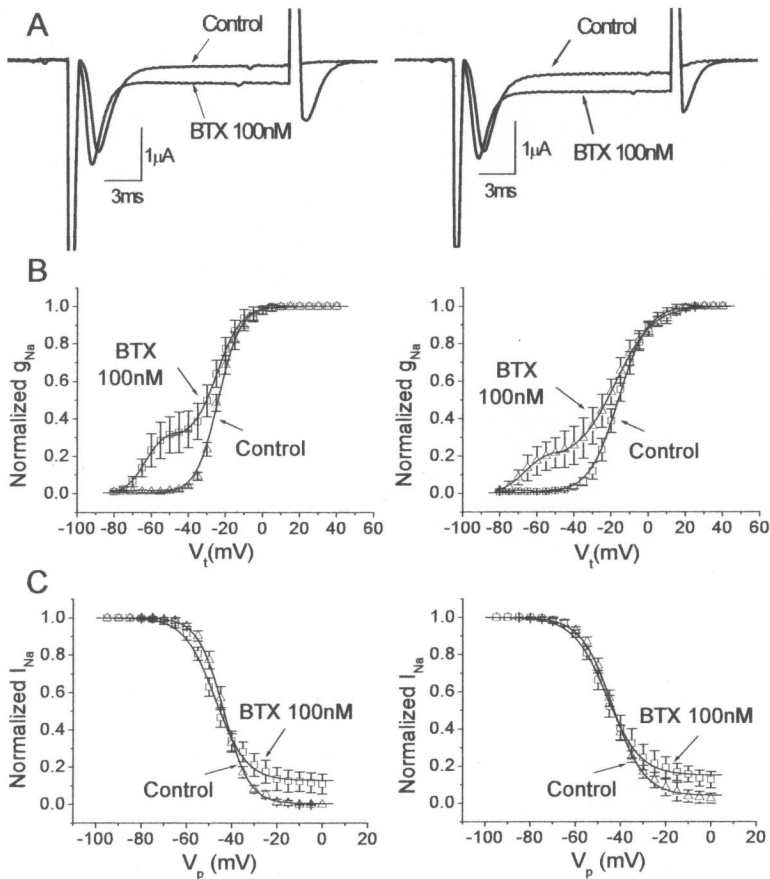 A
Control
BTX 100nM
1μA
3ms
Control
BTX 100nM
1μA
3ms
B
Normalized gNa
1.0
0.8
0.6
0.4
0.2
0.0
BTX
100nM
Control
-100 -80 -60 -40 -20 0 20 40 60
Vt(mV)
Normalized gNa
1.0
0.8
0.6
0.4
0.2
0.0
BTX
100nM
Control
-100 -80 -60 -40 -20 0 20 40 60
Vt(mV)
C
Normalized INa
1.0
0.8
0.6
0.4
0.2
0.0
BTX 100nM
Control
-100 -80 -60 -40 -20 0 20
Vp (mV)
Normalized INa
1.0
0.8
0.6
0.4
0.2
0.0
BTX 100nM
Control
-100 -80 -60 -40 -20 0 20
Vp (mV)